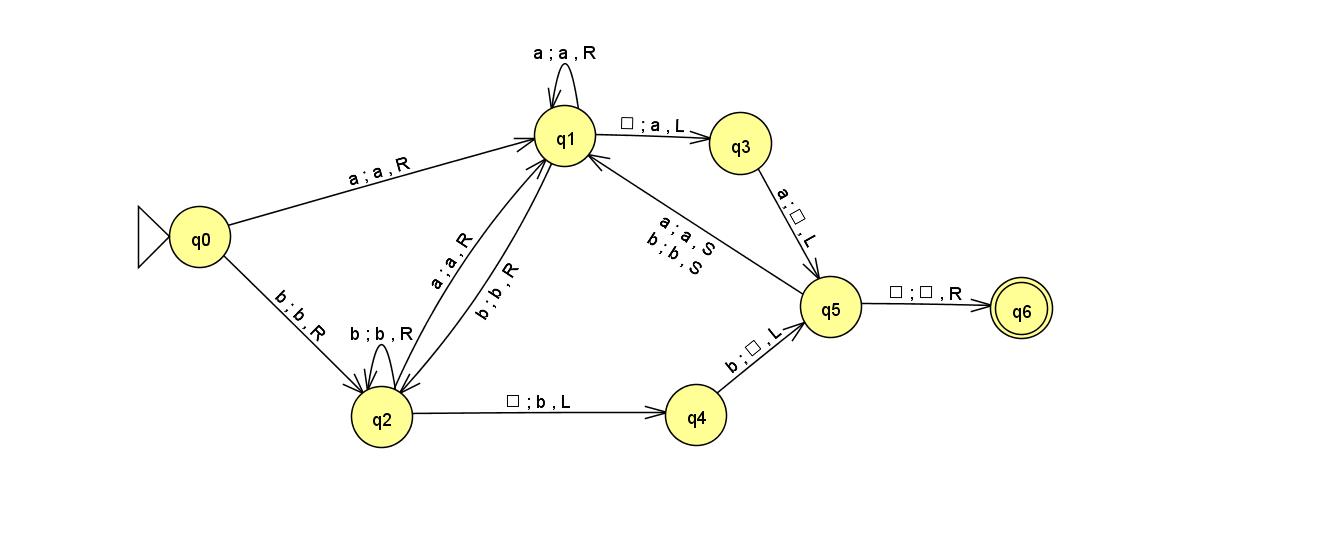 a ; a , R
q1
□ ; a , L
q3
a ; a , R
a ; □ , L
q0
a ; a , S
b ; b , S
a ; a , R
b ; b , R
b ; b , R
b ; b , R
q5
□ ; □ , R
q6
b ; □ , L
q2
□ ; b , L
q4